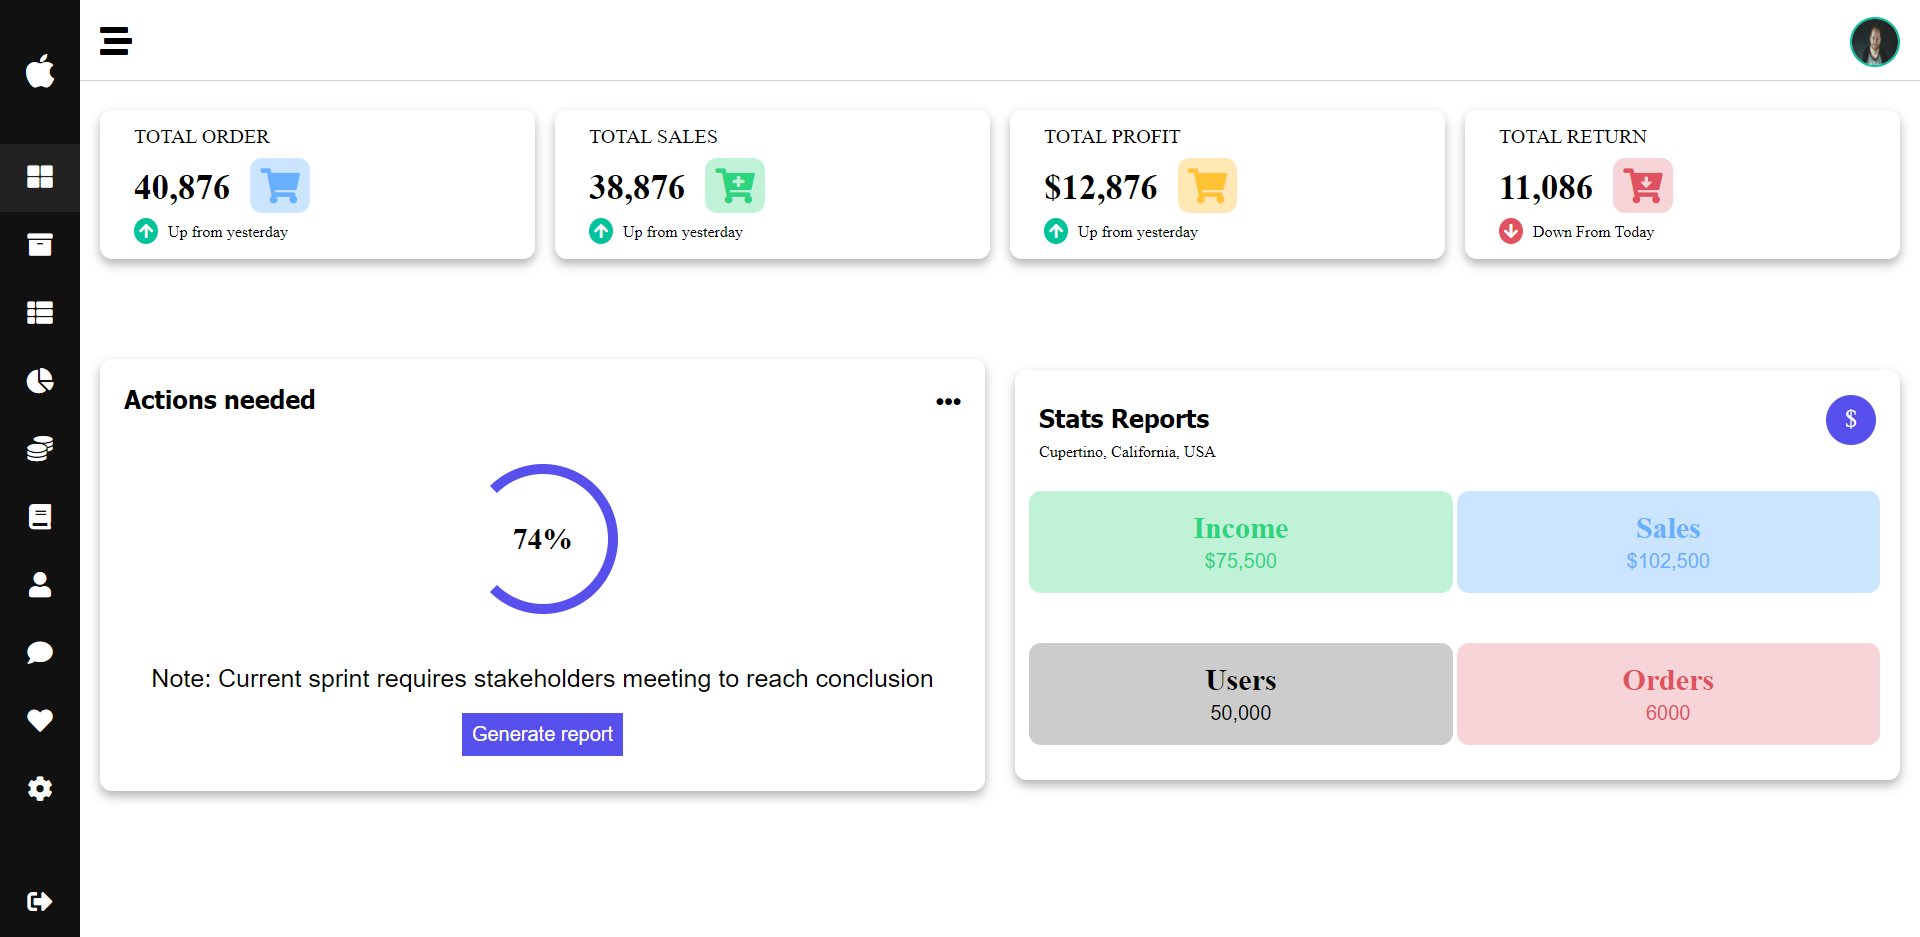 TOTAL ORDER
40,876
Up from yesterday
TOTAL SALES
38,876
Up from yesterday
TOTAL PROFIT
$12,876
Up from yesterday
TOTAL RETURN
11,086
Down From Today
Actions needed
74%
Note: Current sprint requires stakeholders meeting to reach conclusion
Generate report
Stats Reports
$
Cupertino, California, USA
Income
$75,500
Sales
$102,500
Users
50,000
Orders
6000